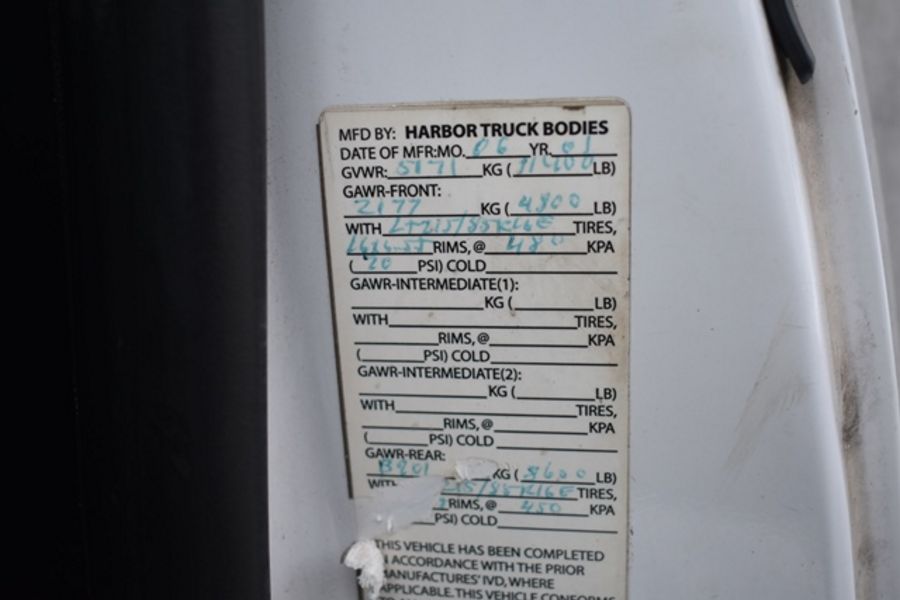 MFD BY: HARBOR TRUCK BODIES
DATE OF MFR:MO. 06 YR. 01
GVWR: 5171 KG (11400 LB)
GAWR-FRONT:
2177 KG (4800 LB)
WITH LT215/85R16E TIRES,
RIMS,@ 480 KPA
(PSI) COLD
GAWR-INTERMEDIATE(1):
KG ( LB)
WITH TIRES,
RIMS,@ KPA
( PSI) COLD
GAWR-INTERMEDIATE(2):
KG ( LB)
WITH TIRES,
RIMS,@ KPA
( PSI) COLD
GAWR-REAR:
KG (8600 LB)
15/85R16E TIRES,
RIMS,@ 450 KPA
PSI) COLD
THIS VEHICLE HAS BEEN COMPLETED
ACCORDANCE WITH THE PRIOR
MANUFACTURES' IVD, WHERE
APPLICABLE. THIS VEHICLE CONFORMS